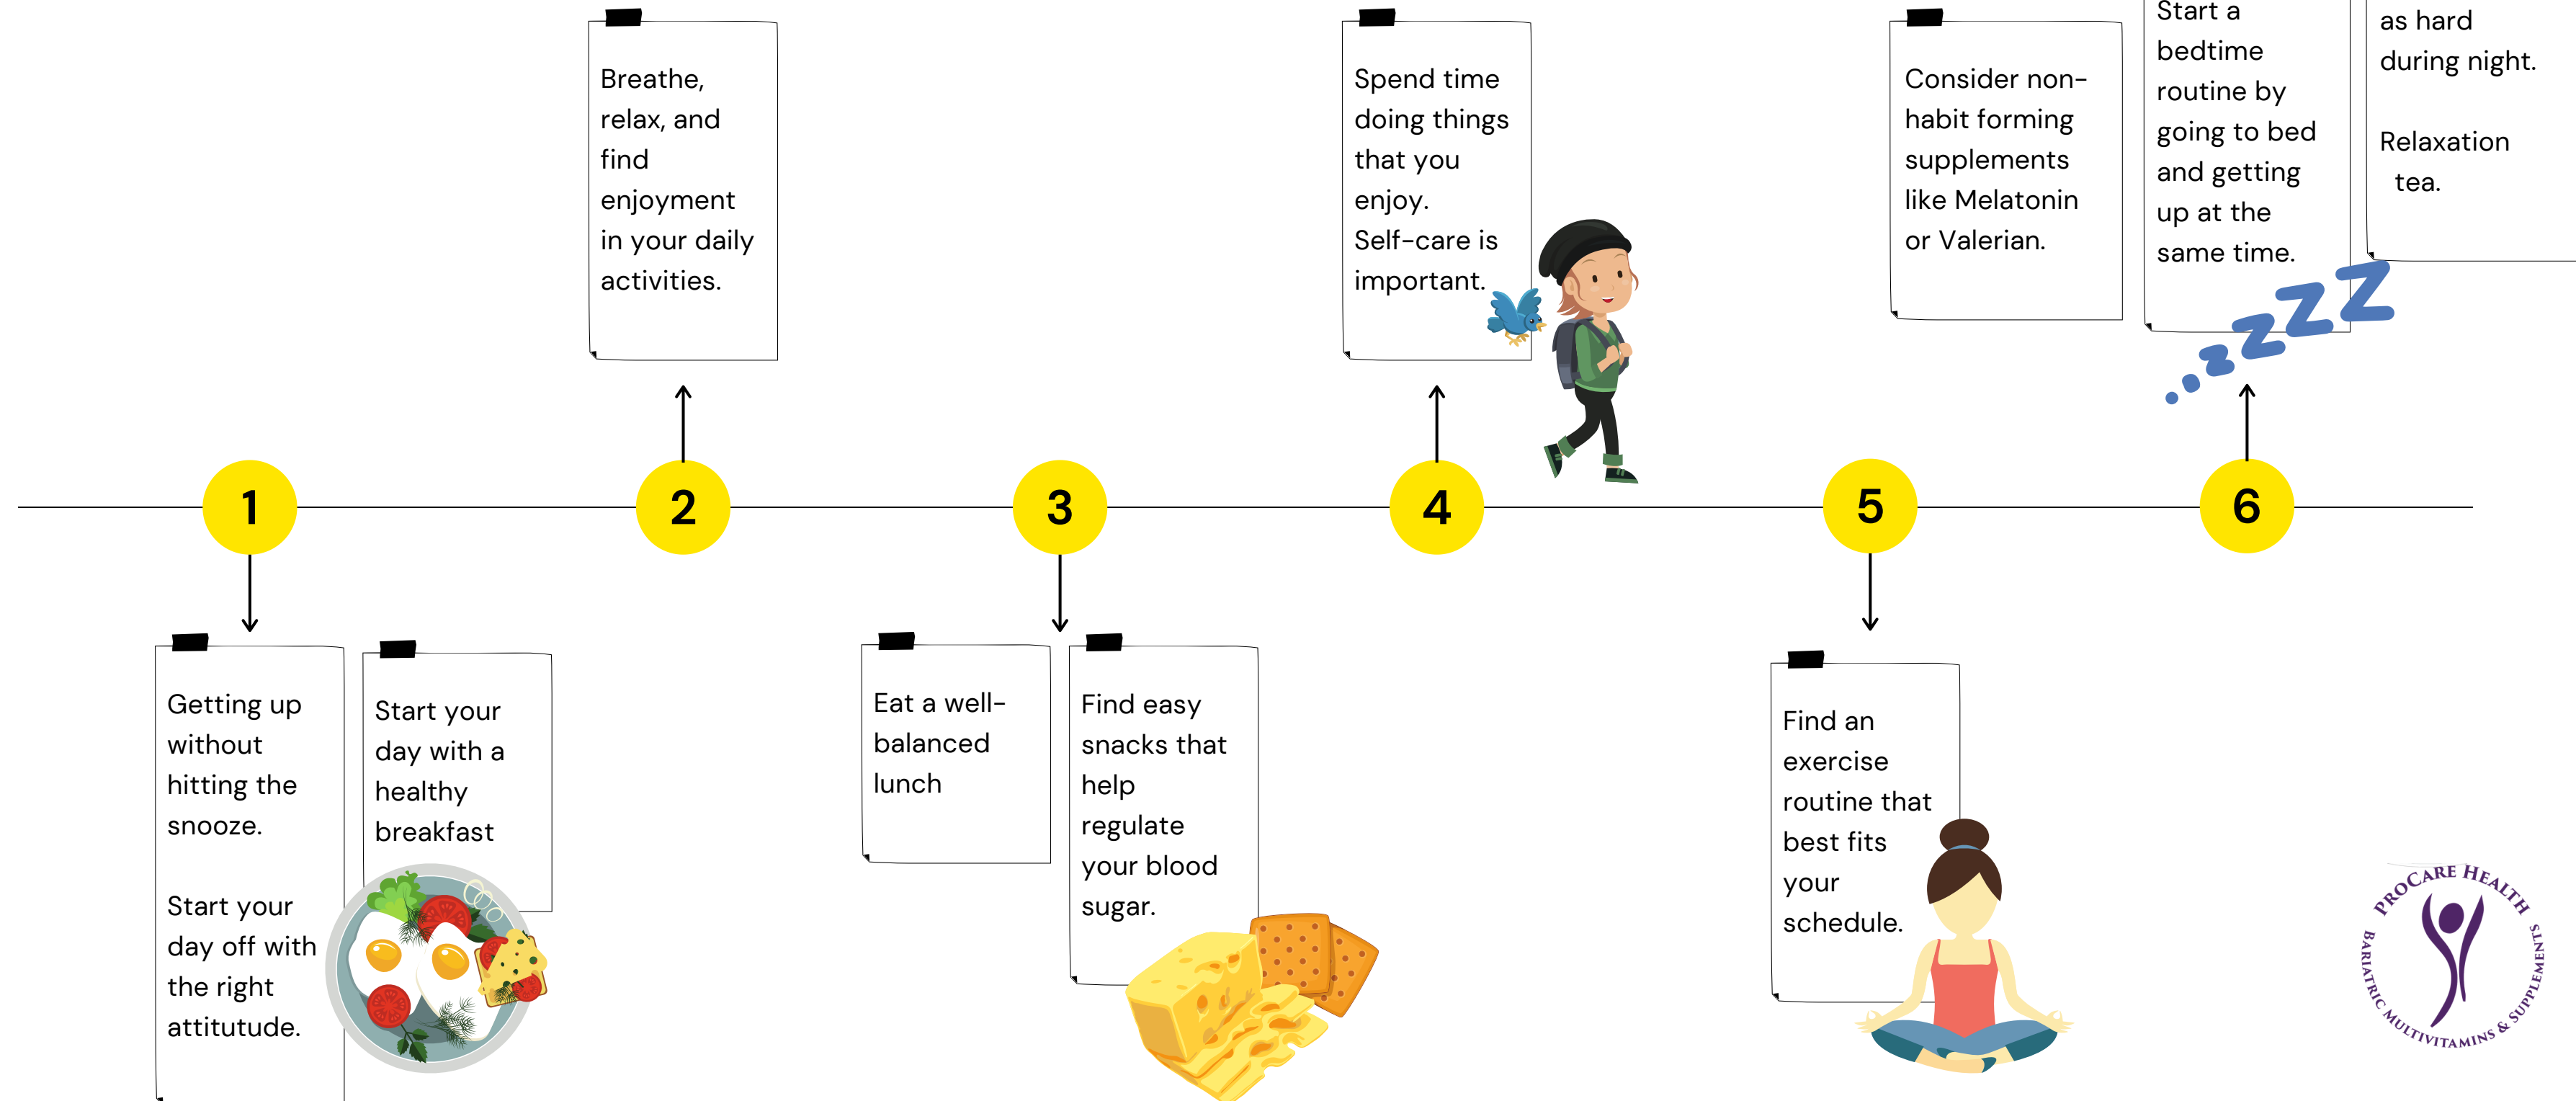 Breathe,
relax, and
find
enjoyment
in your daily
activities.
Spend time
doing things
that you
enjoy.
Self-care is
important.
Consider non-
habit forming
supplements
like Melatonin
or Valerian.
Start a
bedtime
routine by
going to bed
and getting
up at the
same time.
as hard
during night.
Relaxation
tea.
zzzZZ
1
2
3
4
5
6
Getting up
without
hitting the
snooze.
Start your
day off with
the right
attitutude.
Start your
day with a
healthy
breakfast
Eat a well-
balanced
lunch
Find easy
snacks that
help
regulate
your blood
sugar.
Find an
exercise
routine that
best fits
your
schedule.
PROCARE HEALTH
BARIATRIC MULTIVITAMINS & SUPPLEMENTS